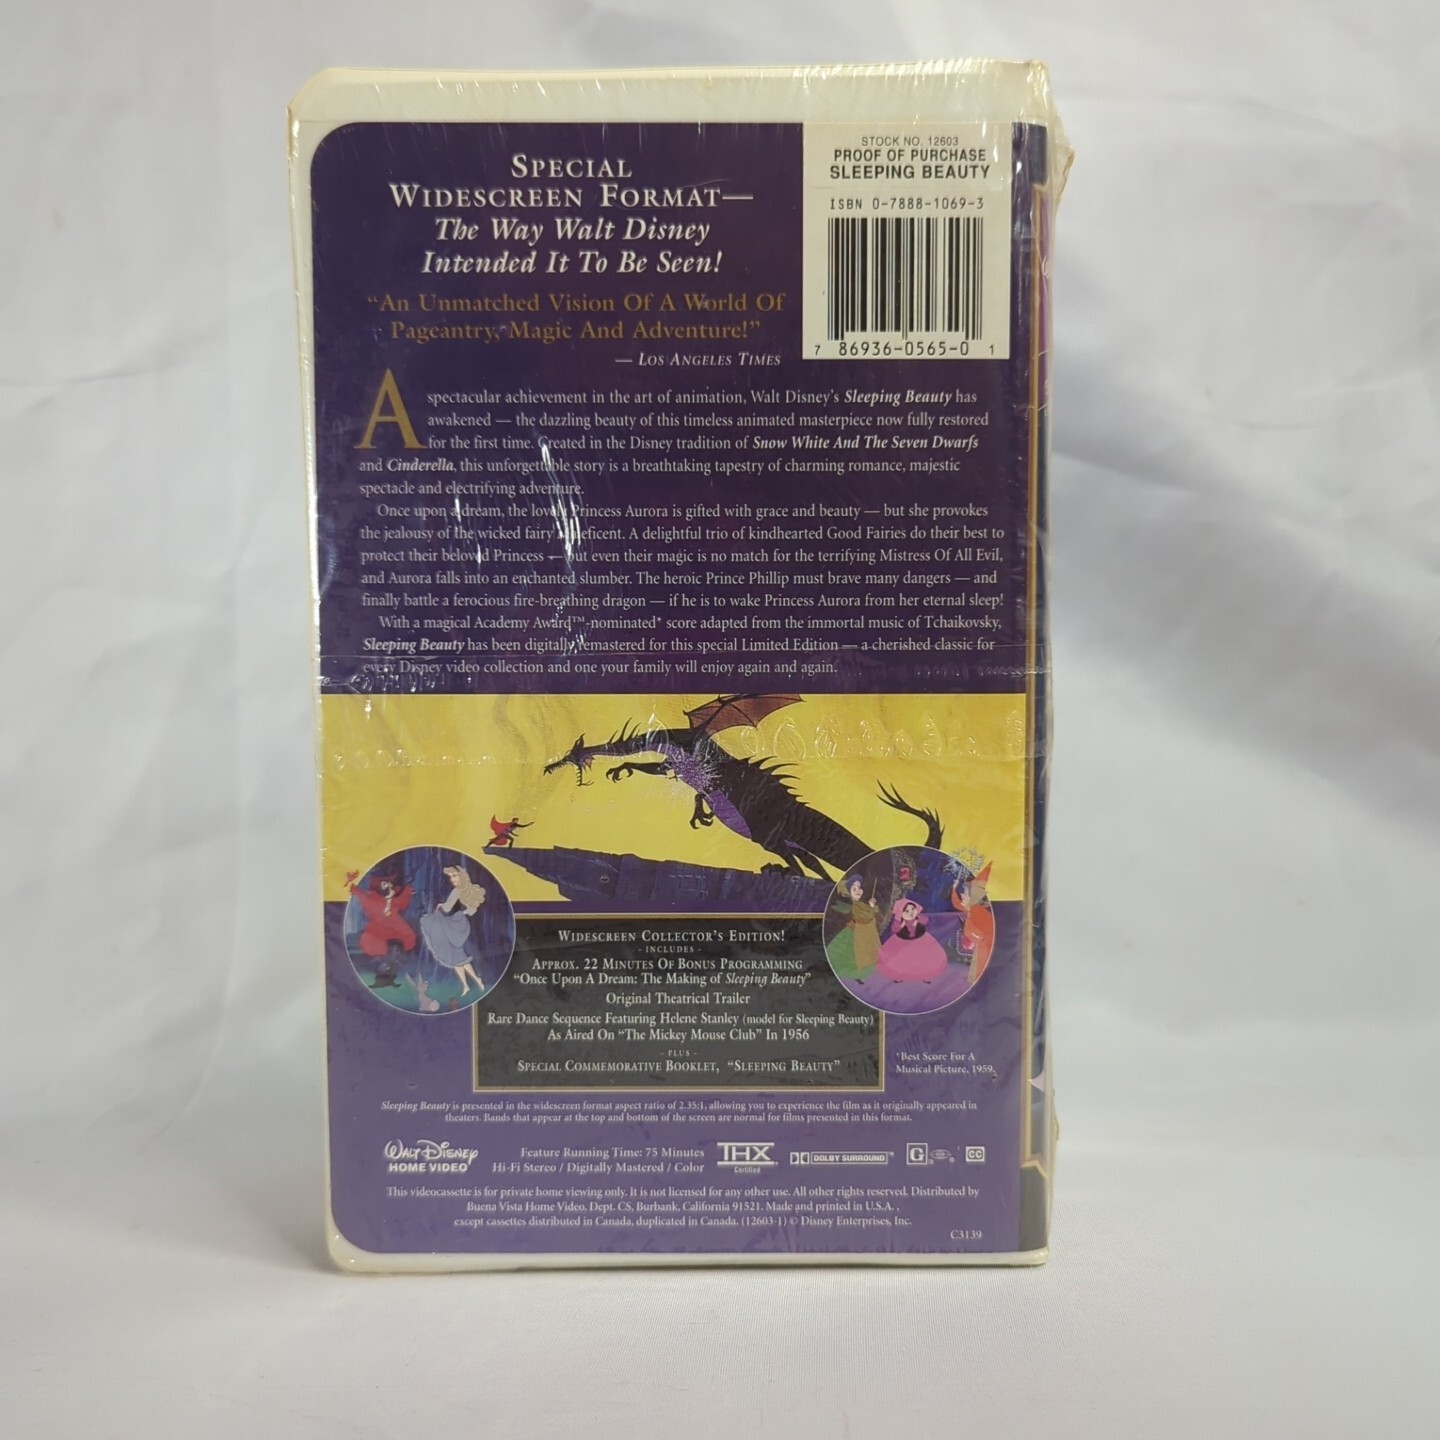 SPECIAL
WIDESCREEN FORMAT—
The Way Walt Disney
Intended It To Be Seen!
“An Unmatched Vision Of A World Of
Pageantry, Magic And Adventure!”
— LOS ANGELES TIMES
STOCK NO. 12603
PROOF OF PURCHASE
SLEEPING BEAUTY
ISBN 0-7888-1069-3
7 86936-0565-0 1
A spectacular achievement in the art of animation, Walt Disney's Sleeping Beauty has
awakened — the dazzling beauty of this timeless animated masterpiece now fully restored
for the first time. Created in the Disney tradition of Snow White And The Seven Dwarfs
and Cinderella, this unforgettable story is a breathtaking tapestry of charming romance, majestic
spectacle and electrifying adventure.
Once upon a dream, the lovely Princess Aurora is gifted with grace and beauty — but she provokes
the jealousy of the wicked fairy Maleficent. A delightful trio of kindhearted Good Fairies do their best to
protect their beloved Princess — but even their magic is no match for the terrifying Mistress Of All Evil,
and Aurora falls into an enchanted slumber. The heroic Prince Phillip must brave many dangers — and
finally battle a ferocious fire-breathing dragon — if he is to wake Princess Aurora from her eternal sleep!
With a magical Academy Award™-nominated* score adapted from the immortal music of Tchaikovsky,
Sleeping Beauty has been digitally remastered for this special Limited Edition — a cherished classic for
every Disney video collection and one your family will enjoy again and again.
WIDESCREEN COLLECTOR'S EDITION!
- INCLUDES -
APPROX. 22 MINUTES OF BONUS PROGRAMMING
“Once Upon A Dream: The Making of Sleeping Beauty”
Original Theatrical Trailer
Rare Dance Sequence Featuring Helene Stanley (model for Sleeping Beauty)
As Aired On “The Mickey Mouse Club” In 1956
- PLUS -
SPECIAL COMMEMORATIVE BOOKLET, “SLEEPING BEAUTY”
*Best Score For A
Musical Picture, 1959.
Sleeping Beauty is presented in the widescreen format aspect ratio of 2.35:1, allowing you to experience the film as it originally appeared in
theaters. Bands that appear at the top and bottom of the screen are normal for films presented in this format.
WALT DISNEY
HOME VIDEO
Feature Running Time: 75 Minutes
Hi-Fi Stereo / Digitally Mastered / Color
THX
Certified
DOLBY SURROUND
G
CC
This videocassette is for private home viewing only. It is not licensed for any other use. All other rights reserved. Distributed by
Buena Vista Home Video, Dept. CS, Burbank, California 91521. Made and printed in U.S.A.,
except cassettes distributed in Canada, duplicated in Canada. (12603-1) © Disney Enterprises, Inc.
C3139